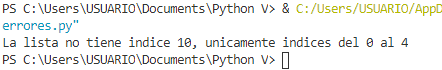 PS C:\Users\USUARIO\Documents\Python V> & C:/Users/USUARIO/AppD
errores.py"
La lista no tiene indice 10, unicamente indices del 0 al 4
PS C:\Users\USUARIO\Documents\Python V>